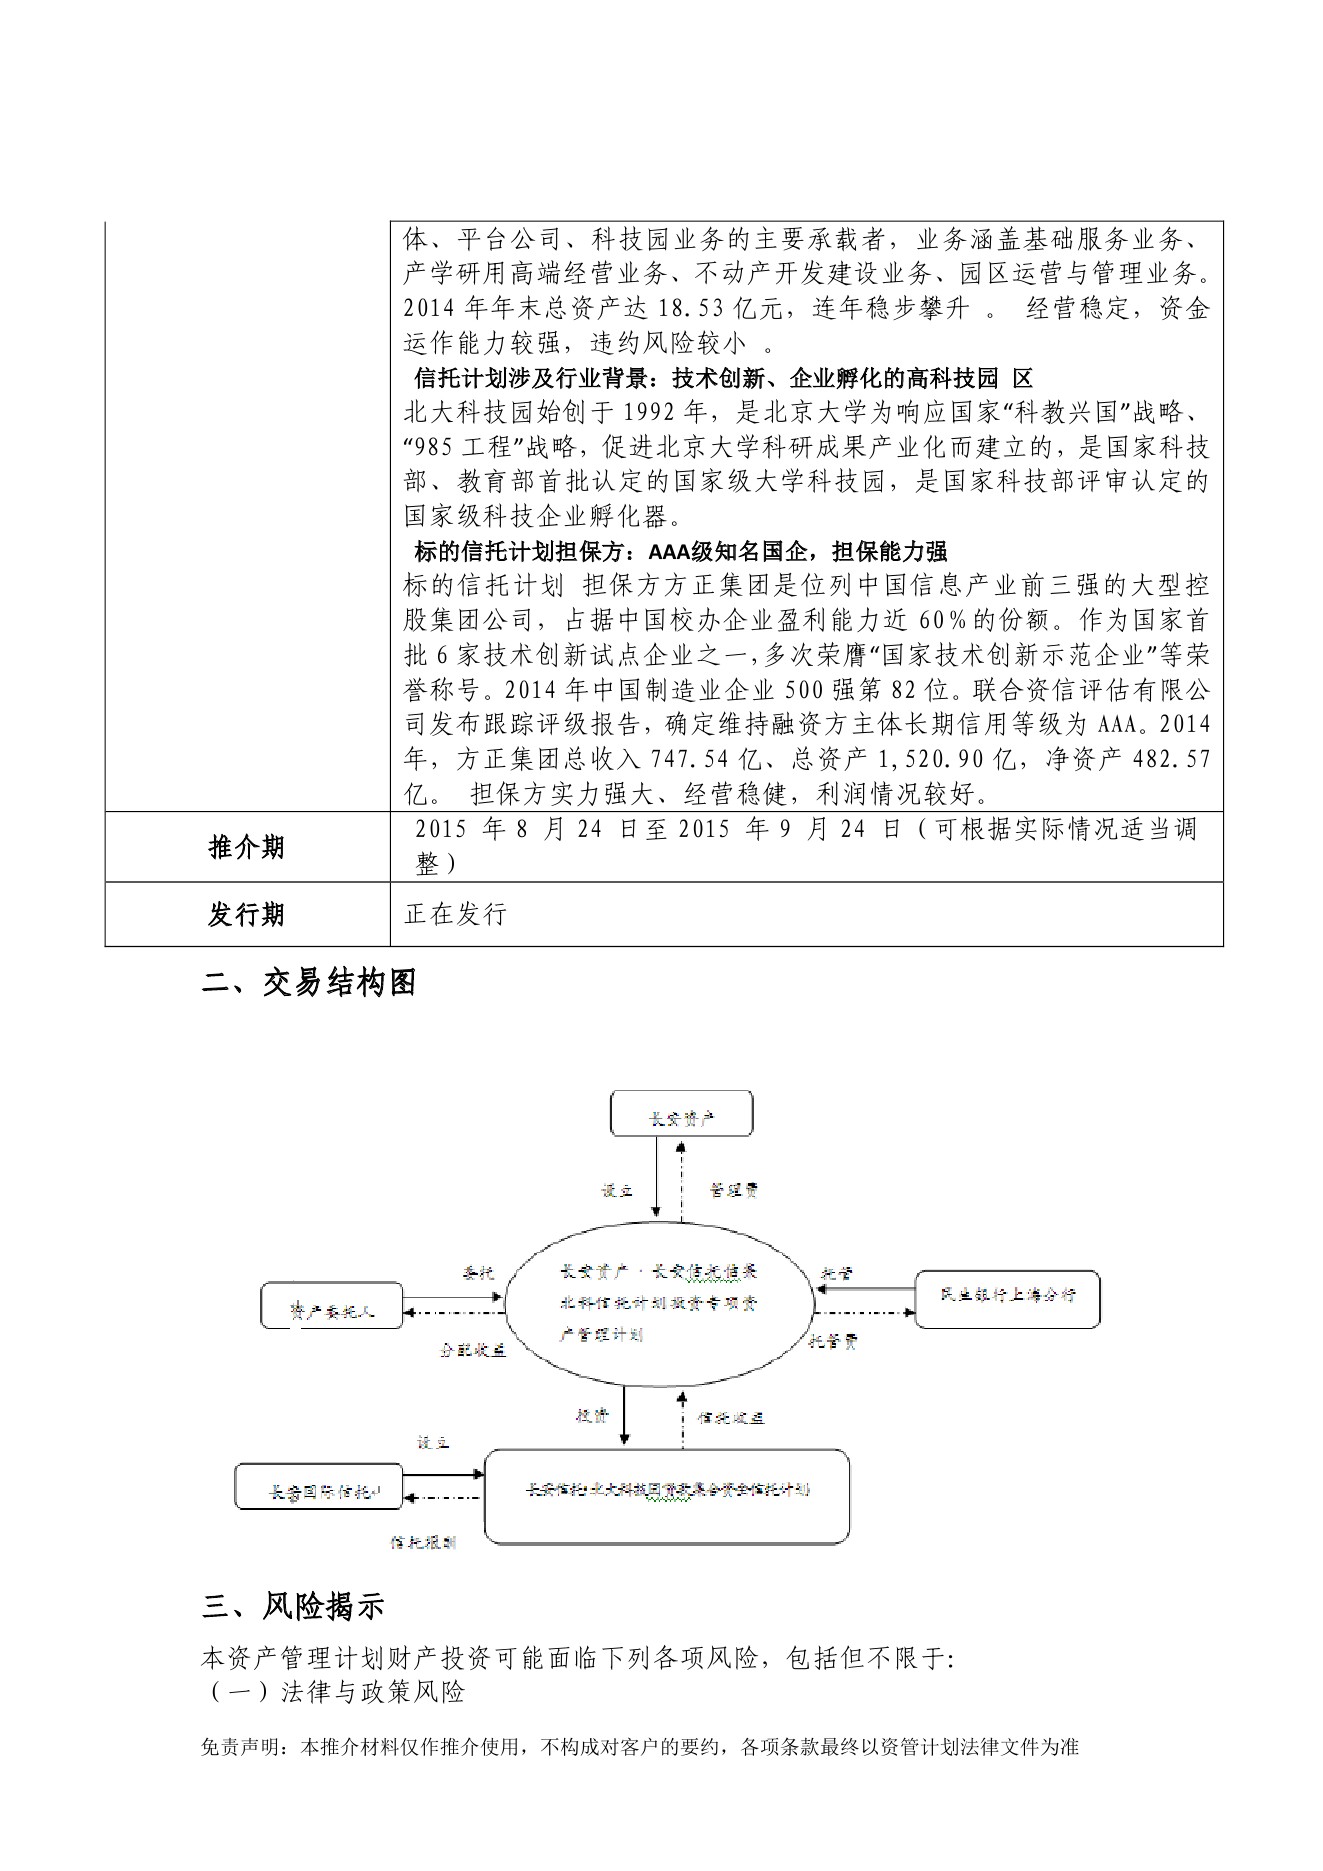 体、平台公司、科技园业务的主要承载者，业务涵盖基础服务业务、
产学研用高端经营业务、不动产开发建设业务、园区运营与管理业务。
2014 年年末总资产达 18.53 亿元，连年稳步攀升 。 经营稳定，资金
运作能力较强，违约风险较小 。
信托计划涉及行业背景：技术创新、企业孵化的高科技园 区
北大科技园始创于 1992 年，是北京大学为响应国家“科教兴国”战略、
“985 工程”战略，促进北京大学科研成果产业化而建立的，是国家科技
部、教育部首批认定的国家级大学科技园，是国家科技部评审认定的
国家级科技企业孵化器。
标的信托计划担保方：AAA级知名国企，担保能力强
标的信托计划 担保方方正集团是位列中国信息产业前三强的大型控
股集团公司，占据中国校办企业盈利能力近 60%的份额。作为国家首
批 6 家技术创新试点企业之一，多次荣膺“国家技术创新示范企业”等荣
誉称号。2014 年中国制造业企业 500 强第 82 位。联合资信评估有限公
司发布跟踪评级报告，确定维持融资方主体长期信用等级为 AAA。2014
年，方正集团总收入 747.54 亿、总资产 1,520.90 亿，净资产 482.57
亿。 担保方实力强大、经营稳健，利润情况较好。
推介期
2015 年 8 月 24 日至 2015 年 9 月 24 日（可根据实际情况适当调
整）
发行期
正在发行
二、交易结构图
长安资产
设立
管理费
委托
长安资产·长安信托信美
托管
北科信托计划投资专项资
产管理计划
资产委托人
民生银行上海分行
分配收益
托管费
投资
信托收益
设立
长安国际信托
长安信托·北大科技园贷款集合资金信托计划
信托报酬
三、风险揭示
本资产管理计划财产投资可能面临下列各项风险，包括但不限于:
（一）法律与政策风险
免责声明：本推介材料仅作推介使用，不构成对客户的要约，各项条款最终以资管计划法律文件为准